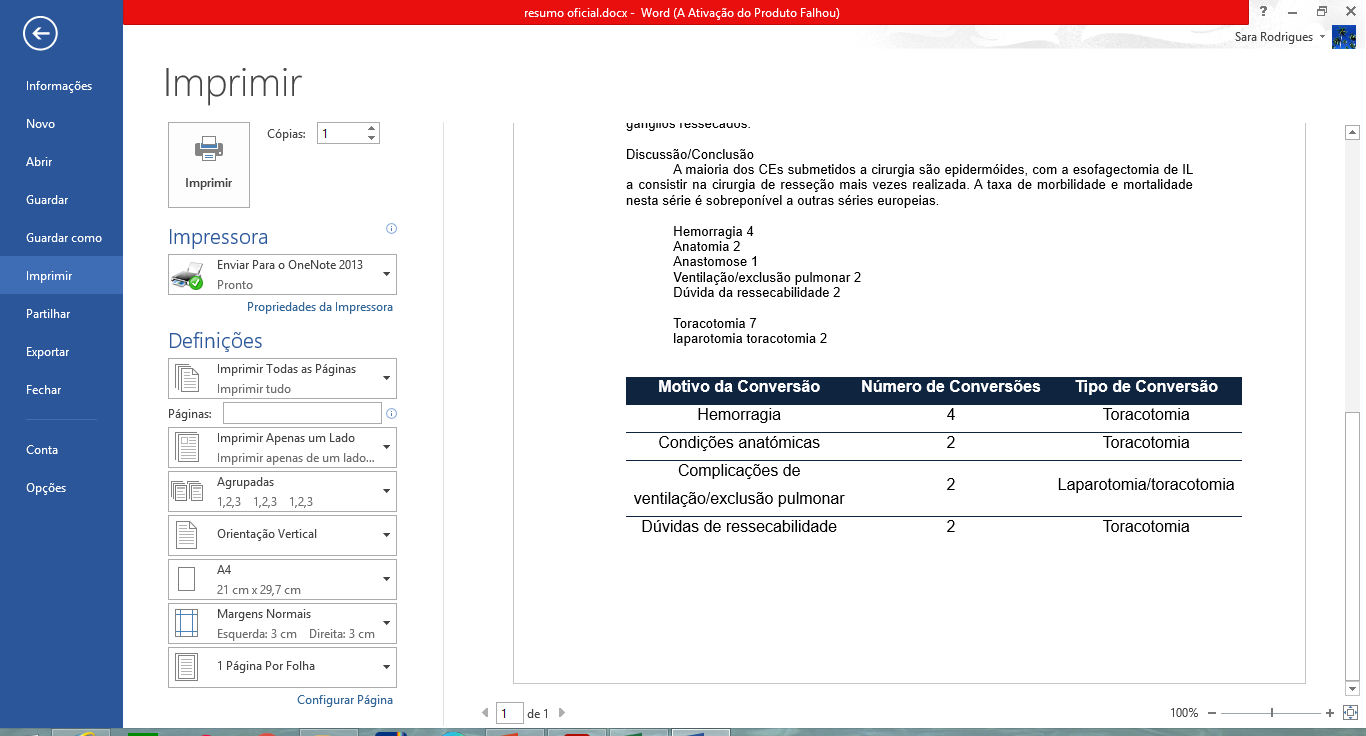 resumo oficial.docx - Word (A Ativação do Produto Falhou)
?
Sara Rodrigues
Informações
Novo
Abrir
Guardar
Guardar como
Imprimir
Partilhar
Exportar
Fechar
Conta
Opções
Imprimir
Imprimir
Cópias: 1
Impressora
Enviar Para o OneNote 2013
Pronto
Propriedades da Impressora
Definições
Imprimir Todas as Páginas
Imprimir tudo
Páginas:
Imprimir Apenas um Lado
Imprimir apenas de um lado...
Agrupadas
1,2,3 1,2,3 1,2,3
Orientação Vertical
A4
21 cm x 29,7 cm
Margens Normais
Esquerda: 3 cm Direita: 3 cm
1 Página Por Folha
Configurar Página
gânglios ressecados.
Discussão/Conclusão
A maioria dos CEs submetidos a cirurgia são epidermóides, com a esofagectomia de IL
a consistir na cirurgia de resseção mais vezes realizada. A taxa de morbilidade e mortalidade
nesta série é sobreponível a outras séries europeias.
Hemorragia 4
Anatomia 2
Anastomose 1
Ventilação/exclusão pulmonar 2
Dúvida da ressecabilidade 2
Toracotomia 7
laparotomia toracotomia 2
Motivo da Conversão Número de Conversões Tipo de Conversão
Hemorragia 4 Toracotomia
Condições anatómicas 2 Toracotomia
Complicações de
ventilação/exclusão pulmonar 2 Laparotomia/toracotomia
Dúvidas de ressecabilidade 2 Toracotomia
1 de 1
100%